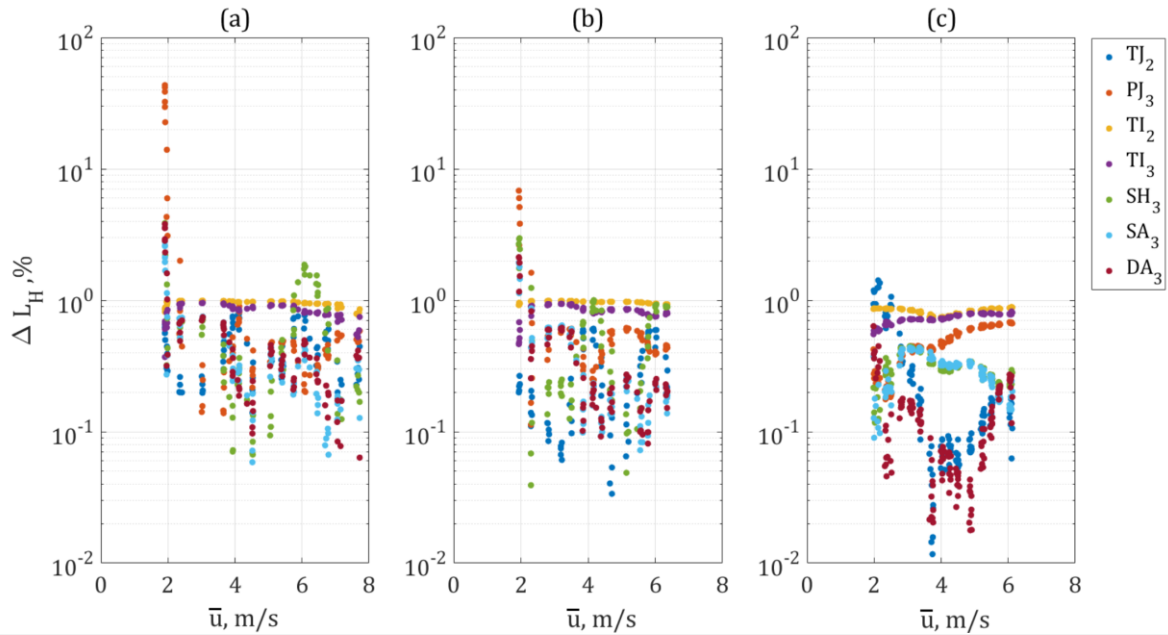 (a) (b) (c)
Δ L_H ,%
10^2
10^1
10^0
10^-1
10^-2
0 2 4 6 8
u̅, m/s
10^2
10^1
10^0
10^-1
10^-2
0 2 4 6 8
u̅, m/s
10^2
10^1
10^0
10^-1
10^-2
0 2 4 6 8
u̅, m/s
TJ_2
PJ_3
TI_2
TI_3
SH_3
SA_3
DA_3